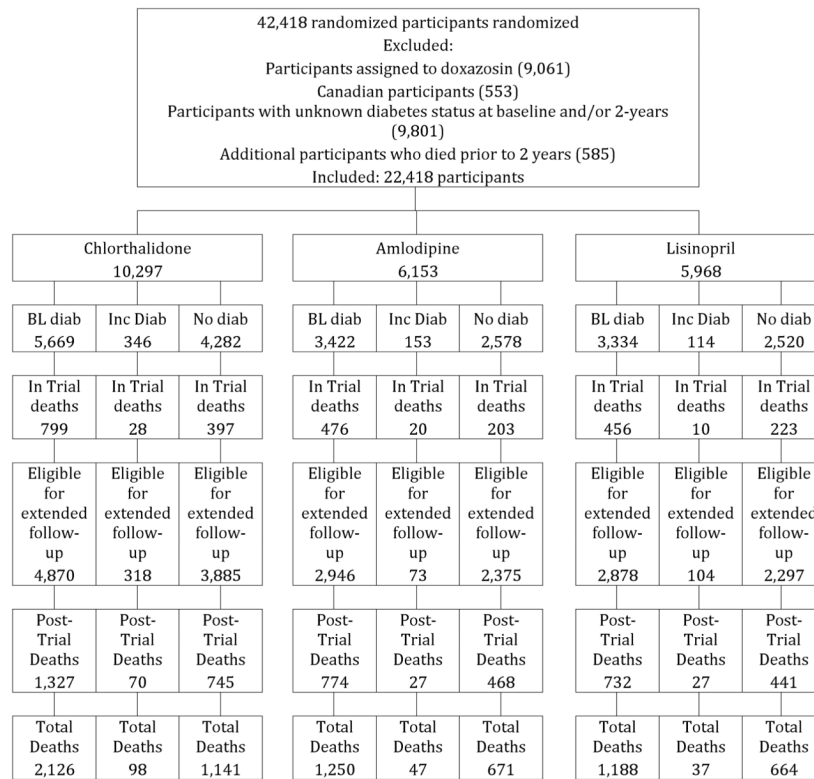 42,418 randomized participants randomized
Excluded:
Participants assigned to doxazosin (9,061)
Canadian participants (553)
Participants with unknown diabetes status at baseline and/or 2-years
(9,801)
Additional participants who died prior to 2 years (585)
Included: 22,418 participants
Chlorthalidone
10,297
Amlodipine
6,153
Lisinopril
5,968
BL diab
5,669
Inc Diab
346
No diab
4,282
BL diab
3,422
Inc Diab
153
No diab
2,578
BL diab
3,334
Inc Diab
114
No diab
2,520
In Trial
deaths
799
In Trial
deaths
28
In Trial
deaths
397
In Trial
deaths
476
In Trial
deaths
20
In Trial
deaths
203
In Trial
deaths
456
In Trial
deaths
10
In Trial
deaths
223
Eligible
for
extended
follow-
up
4,870
Eligible
for
extended
follow-
up
318
Eligible
for
extended
follow-
up
3,885
Eligible
for
extended
follow-
up
2,946
Eligible
for
extended
follow-
up
73
Eligible
for
extended
follow-
up
2,375
Eligible
for
extended
follow-
up
2,878
Eligible
for
extended
follow-
up
104
Eligible
for
extended
follow-
up
2,297
Post-
Trial
Deaths
1,327
Post-
Trial
Deaths
70
Post-
Trial
Deaths
745
Post-
Trial
Deaths
774
Post-
Trial
Deaths
27
Post-
Trial
Deaths
468
Post-
Trial
Deaths
732
Post-
Trial
Deaths
27
Post-
Trial
Deaths
441
Total
Deaths
2,126
Total
Deaths
98
Total
Deaths
1,141
Total
Deaths
1,250
Total
Deaths
47
Total
Deaths
671
Total
Deaths
1,188
Total
Deaths
37
Total
Deaths
664